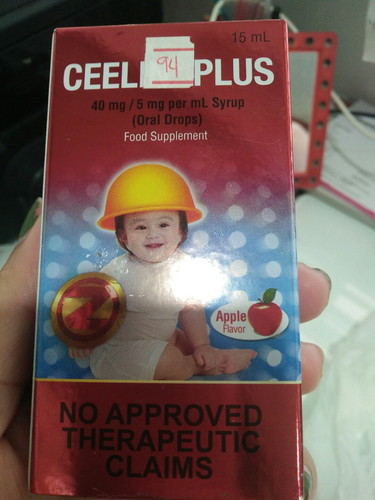 15 mL
94
CEELI PLUS
40 mg / 5 mg per mL Syrup
(Oral Drops)
Food Supplement
Z
Apple
Flavor
NO APPROVED
THERAPEUTIC
CLAIMS